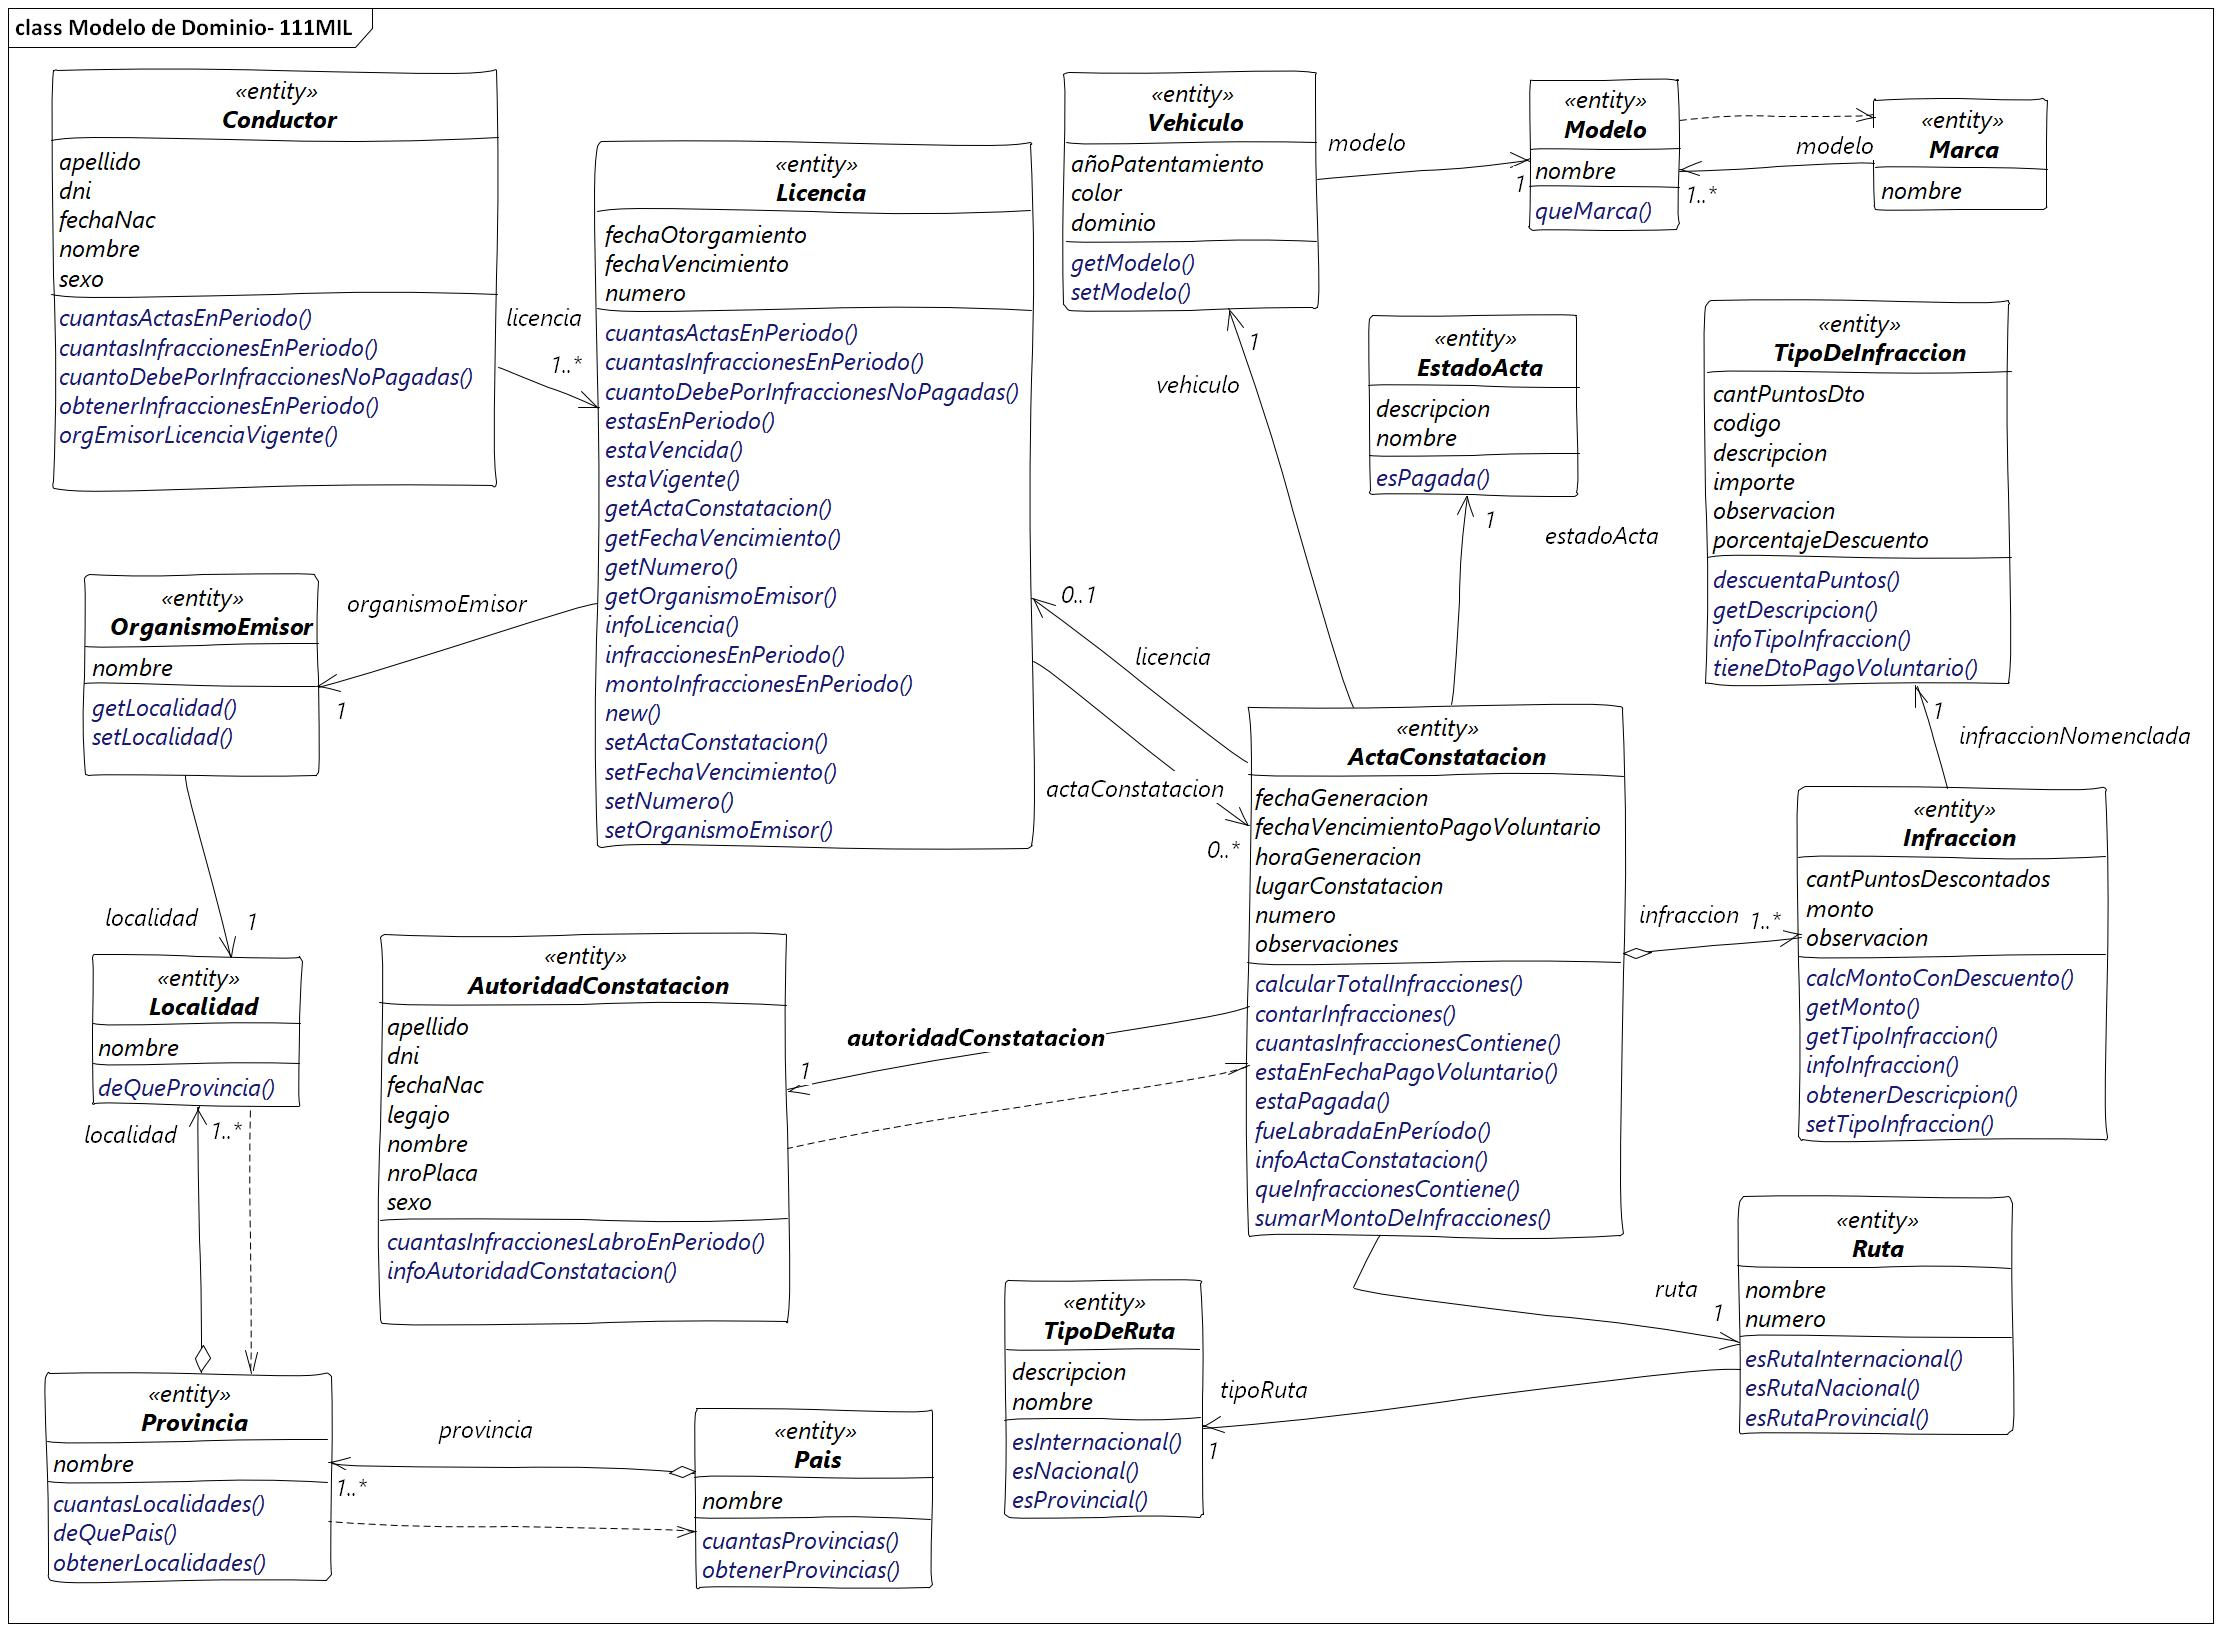 class Modelo de Dominio- 111MIL
«entity»
Conductor
apellido
dni
fechaNac
nombre
sexo
cuantasActasEnPeriodo()
cuantasInfraccionesEnPeriodo()
cuantoDebePorInfraccionesNoPagadas()
obtenerInfraccionesEnPeriodo()
orgEmisorLicenciaVigente()
licencia
1..*
«entity»
Licencia
fechaOtorgamiento
fechaVencimiento
numero
cuantasActasEnPeriodo()
cuantasInfraccionesEnPeriodo()
cuantoDebePorInfraccionesNoPagadas()
estasEnPeriodo()
estaVencida()
estaVigente()
getActaConstatacion()
getFechaVencimiento()
getNumero()
getOrganismoEmisor()
infoLicencia()
infraccionesEnPeriodo()
montoInfraccionesEnPeriodo()
new()
setActaConstatacion()
setFechaVencimiento()
setNumero()
setOrganismoEmisor()
«entity»
Vehiculo
añoPatentamiento
color
dominio
getModelo()
setModelo()
modelo
1
«entity»
Modelo
nombre
queMarca()
modelo
1..*
«entity»
Marca
nombre
1
vehiculo
«entity»
EstadoActa
descripcion
nombre
esPagada()
1
estadoActa
«entity»
TipoDeInfraccion
cantPuntosDto
codigo
descripcion
importe
observacion
porcentajeDescuento
descuentaPuntos()
getDescripcion()
infoTipoInfraccion()
tieneDtoPagoVoluntario()
1
infraccionNomenclada
«entity»
OrganismoEmisor
nombre
getLocalidad()
setLocalidad()
organismoEmisor
1
0..1
licencia
actaConstatacion
0..*
«entity»
ActaConstatacion
fechaGeneracion
fechaVencimientoPagoVoluntario
horaGeneracion
lugarConstatacion
numero
observaciones
calcularTotalInfracciones()
contarInfracciones()
cuantasInfraccionesContiene()
estaEnFechaPagoVoluntario()
estaPagada()
fueLabradaEnPeríodo()
infoActaConstatacion()
queInfraccionesContiene()
sumarMontoDeInfracciones()
infraccion
1..*
«entity»
Infraccion
cantPuntosDescontados
monto
observacion
calcMontoConDescuento()
getMonto()
getTipoInfraccion()
infoInfraccion()
obtenerDescricpion()
setTipoInfraccion()
localidad
1
«entity»
Localidad
nombre
deQueProvincia()
localidad
1..*
«entity»
AutoridadConstatacion
apellido
dni
fechaNac
legajo
nombre
nroPlaca
sexo
cuantasInfraccionesLabroEnPeriodo()
infoAutoridadConstatacion()
autoridadConstatacion
1
«entity»
Ruta
nombre
numero
esRutaInternacional()
esRutaNacional()
esRutaProvincial()
ruta
1
«entity»
TipoDeRuta
descripcion
nombre
esInternacional()
esNacional()
esProvincial()
tipoRuta
1
«entity»
Provincia
nombre
cuantasLocalidades()
deQuePais()
obtenerLocalidades()
provincia
1..*
«entity»
Pais
nombre
cuantasProvincias()
obtenerProvincias()